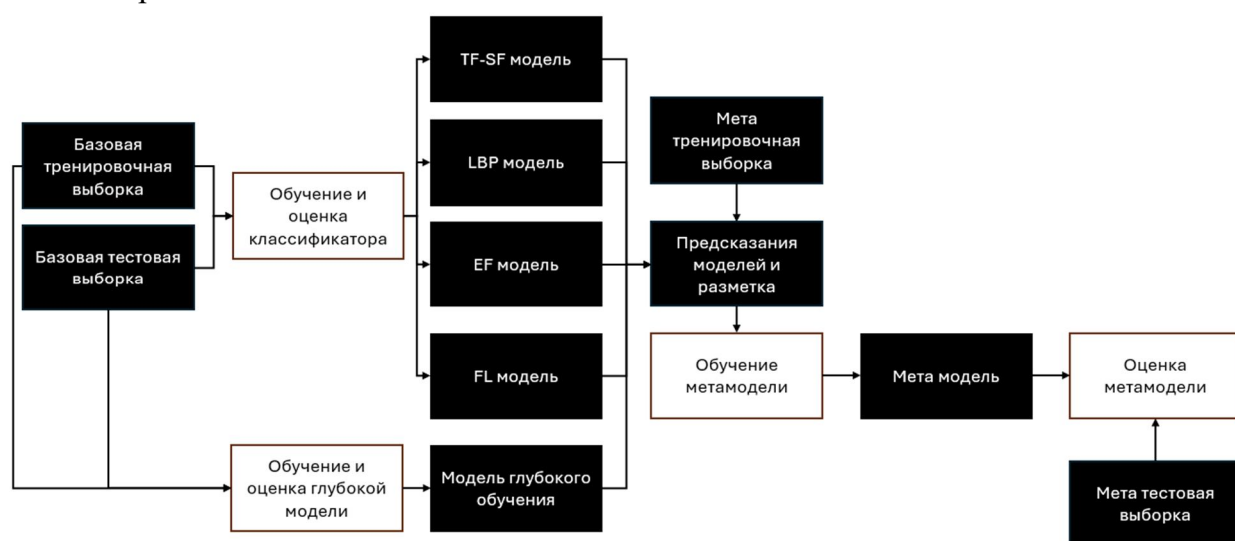 TF-SF модель
LBP модель
EF модель
FL модель
Модель глубокого
обучения
Базовая
тренировочная
выборка
Базовая тестовая
выборка
Обучение и
оценка
классификатора
Обучение и
оценка глубокой
модели
Мета
тренировочная
выборка
Предсказания
моделей и
разметка
Обучение
метамодели
Мета модель
Оценка
метамодели
Мета тестовая
выборка